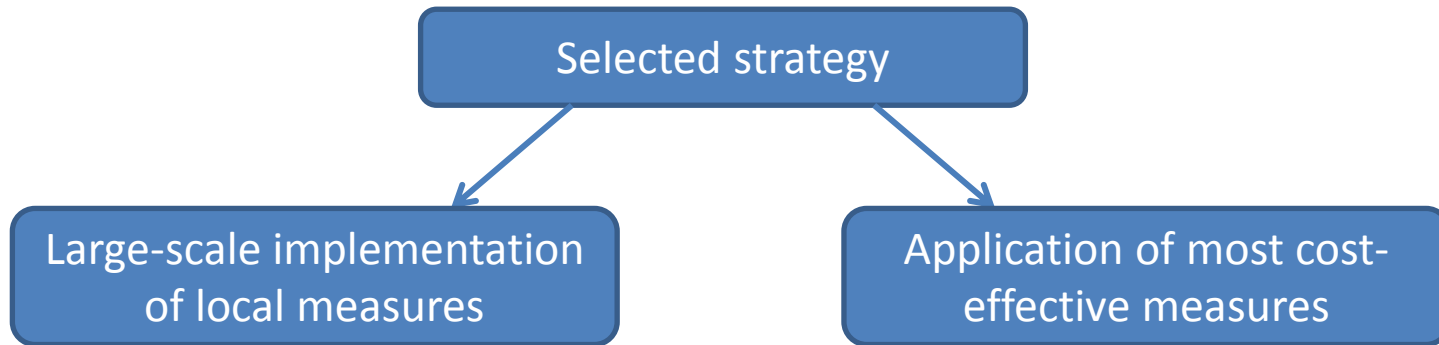 Selected strategy
Large-scale implementation
of local measures
Application of most cost-
effective measures